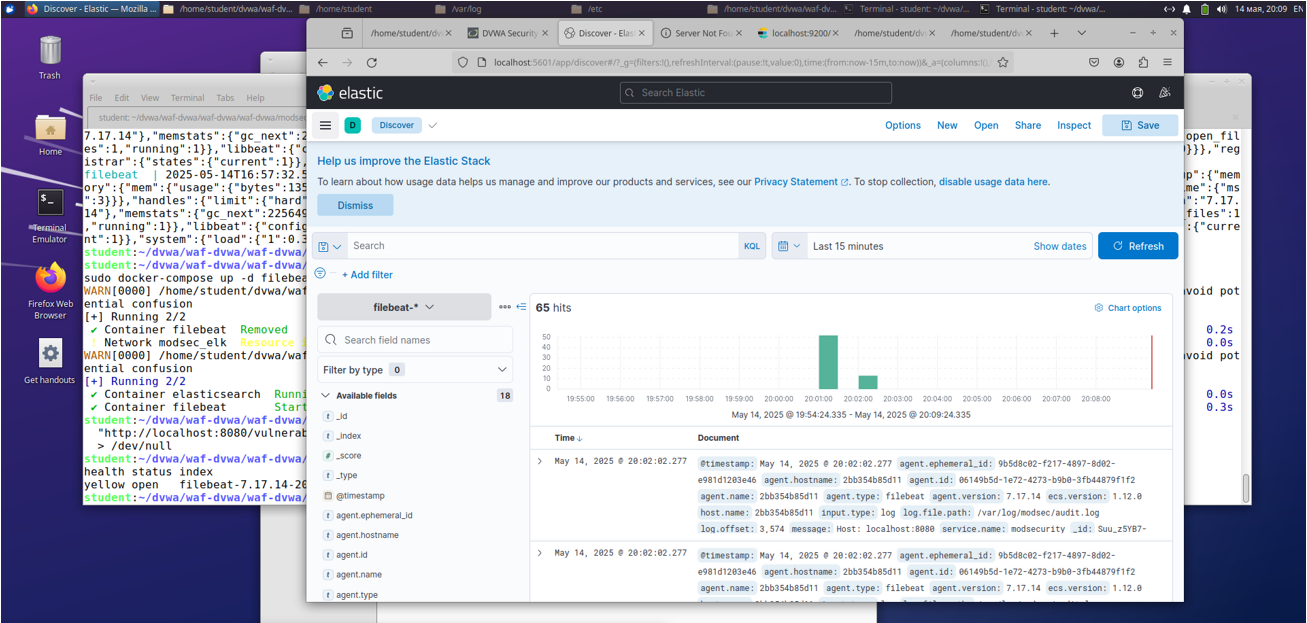 Discover - Elastic — Mozilla ...
/home/student/dvwa/waf-dv...
/home/student
/var/log
/etc
/home/student/dvwa/waf-dv...
Terminal - student: ~/dvwa/...
Terminal - student: ~/dvwa/...
14 мая, 20:09
EN
Trash
Home
Terminal
Emulator
Firefox Web
Browser
Get handouts
File Edit View Terminal Tabs Help
student: ~/dvwa/waf-dvwa/waf-dvwa/waf-dvwa/modse
7.17.14"},"memstats":{"gc_next":2
es":1,"running":1}},"libbeat":{"c
istrar":{"states":{"current":1}},
filebeat | 2025-05-14T16:57:32.5
ory":{"mem":{"usage":{"bytes":135
":3}}},"handles":{"limit":{"hard"
14"},"memstats":{"gc_next":225649
,"running":1}},"libbeat":{"config
nt":1}},"system":{"load":{"1":0.3
student:~/dvwa/waf-dvwa/waf-dvwa/
student:~/dvwa/waf-dvwa/waf-dvwa/
sudo docker-compose up -d filebea
WARN[0000] /home/student/dvwa/waf
ential confusion
[+] Running 2/2
✔ Container filebeat Removed
! Network modsec_elk Resource i
WARN[0000] /home/student/dvwa/waf
ential confusion
[+] Running 2/2
✔ Container elasticsearch Runni
✔ Container filebeat Start
student:~/dvwa/waf-dvwa/waf-dvwa/
"http://localhost:8080/vulnerab
> /dev/null
student:~/dvwa/waf-dvwa/waf-dvwa/
health status index
yellow open filebeat-7.17.14-20
student:~/dvwa/waf-dvwa/waf-dvwa/
/home/student/dv
DVWA Security
Discover - Elas
Server Not Fou
localhost:9200/
/home/student/dv
/home/student/dv
localhost:5601/app/discover#/?_g=(filters:!(),refreshInterval:(pause:!t,value:0),time:(from:now-15m,to:now))&_a=(columns:!(),
elastic
Search Elastic
D
Discover
Options New Open Share Inspect Save
Help us improve the Elastic Stack
To learn about how usage data helps us manage and improve our products and services, see our Privacy Statement. To stop collection, disable usage data here.
Dismiss
Search
KQL
Last 15 minutes
Show dates
Refresh
+ Add filter
filebeat-*
Search field names
Filter by type 0
Available fields 18
t _id
t _index
# _score
t _type
@timestamp
t agent.ephemeral_id
t agent.hostname
t agent.id
t agent.name
t agent.type
65 hits
Chart options
50
40
30
20
10
0
19:55:00 19:56:00 19:57:00 19:58:00 19:59:00 20:00:00 20:01:00 20:02:00 20:03:00 20:04:00 20:05:00 20:06:00 20:07:00 20:08:00
May 14, 2025 @ 19:54:24.335 - May 14, 2025 @ 20:09:24.335
Time Document
May 14, 2025 @ 20:02:02.277
@timestamp: May 14, 2025 @ 20:02:02.277 agent.ephemeral_id: 9b5d8c02-f217-4897-8d02-
e981d1203e46 agent.hostname: 2bb354b85d11 agent.id: 06149b5d-1e72-4273-b9b0-3fb44879f1f2
agent.name: 2bb354b85d11 agent.type: filebeat agent.version: 7.17.14 ecs.version: 1.12.0
host.name: 2bb354b85d11 input.type: log log.file.path: /var/log/modsec/audit.log
log.offset: 3,574 message: Host: localhost:8080 service.name: modsecurity _id: Suu_z5YB7-
May 14, 2025 @ 20:02:02.277
@timestamp: May 14, 2025 @ 20:02:02.277 agent.ephemeral_id: 9b5d8c02-f217-4897-8d02-
e981d1203e46 agent.hostname: 2bb354b85d11 agent.id: 06149b5d-1e72-4273-b9b0-3fb44879f1f2
agent.name: 2bb354b85d11 agent.type: filebeat agent.version: 7.17.14 ecs.version: 1.12.0
open_fil
}}},"reg
up":{"mem
me":{"ms
:"7.17.
files":1
{"curre
avoid pot
0.2s
0.0s
avoid pot
0.0s
0.3s